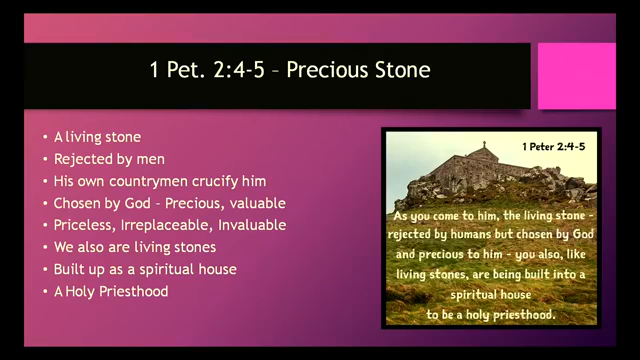 1 Pet. 2:4-5 – Precious Stone
• A living stone
• Rejected by men
• His own countrymen crucify him
• Chosen by God – Precious, valuable
• Priceless, Irreplaceable, Invaluable
• We also are living stones
• Built up as a spiritual house
• A Holy Priesthood
1 Peter 2:4-5
As you come to him, the living stone -
rejected by humans but chosen by God
and precious to him - you also, like
living stones, are being built into a
spiritual house
to be a holy priesthood.